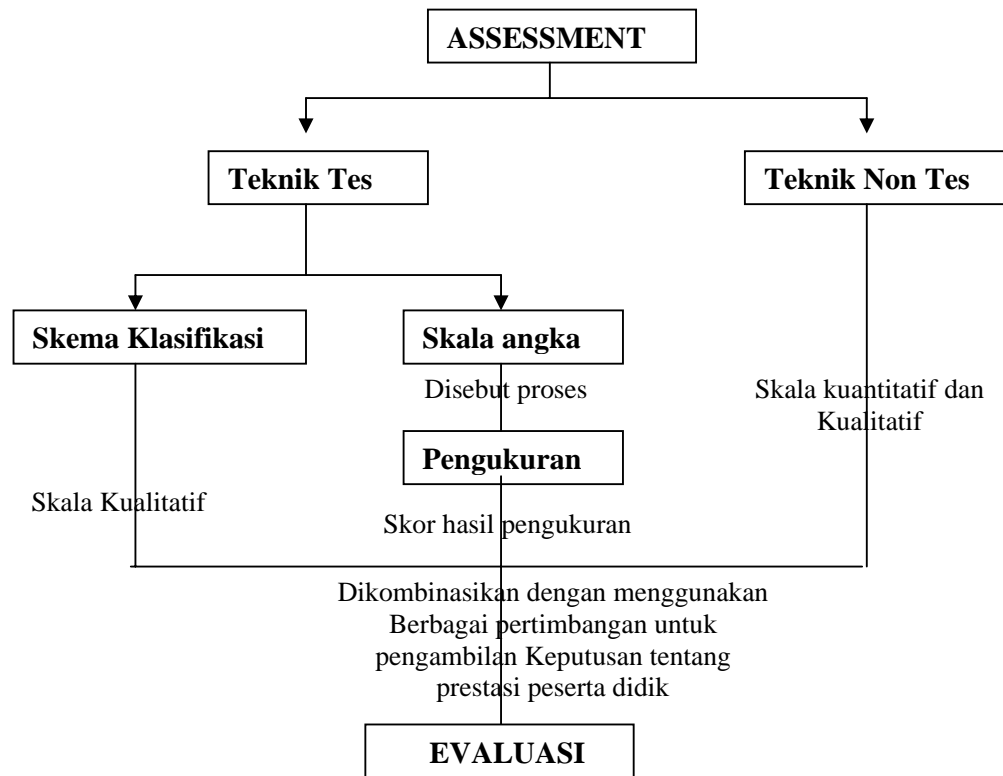 ASSESSMENT
Teknik Tes
Teknik Non Tes
Skema Klasifikasi
Skala angka
Disebut proses
Skala kuantitatif dan
Kualitatif
Pengukuran
Skala Kualitatif
Skor hasil pengukuran
Dikombinasikan dengan menggunakan
Berbagai pertimbangan untuk
pengambilan Keputusan tentang
prestasi peserta didik
EVALUASI